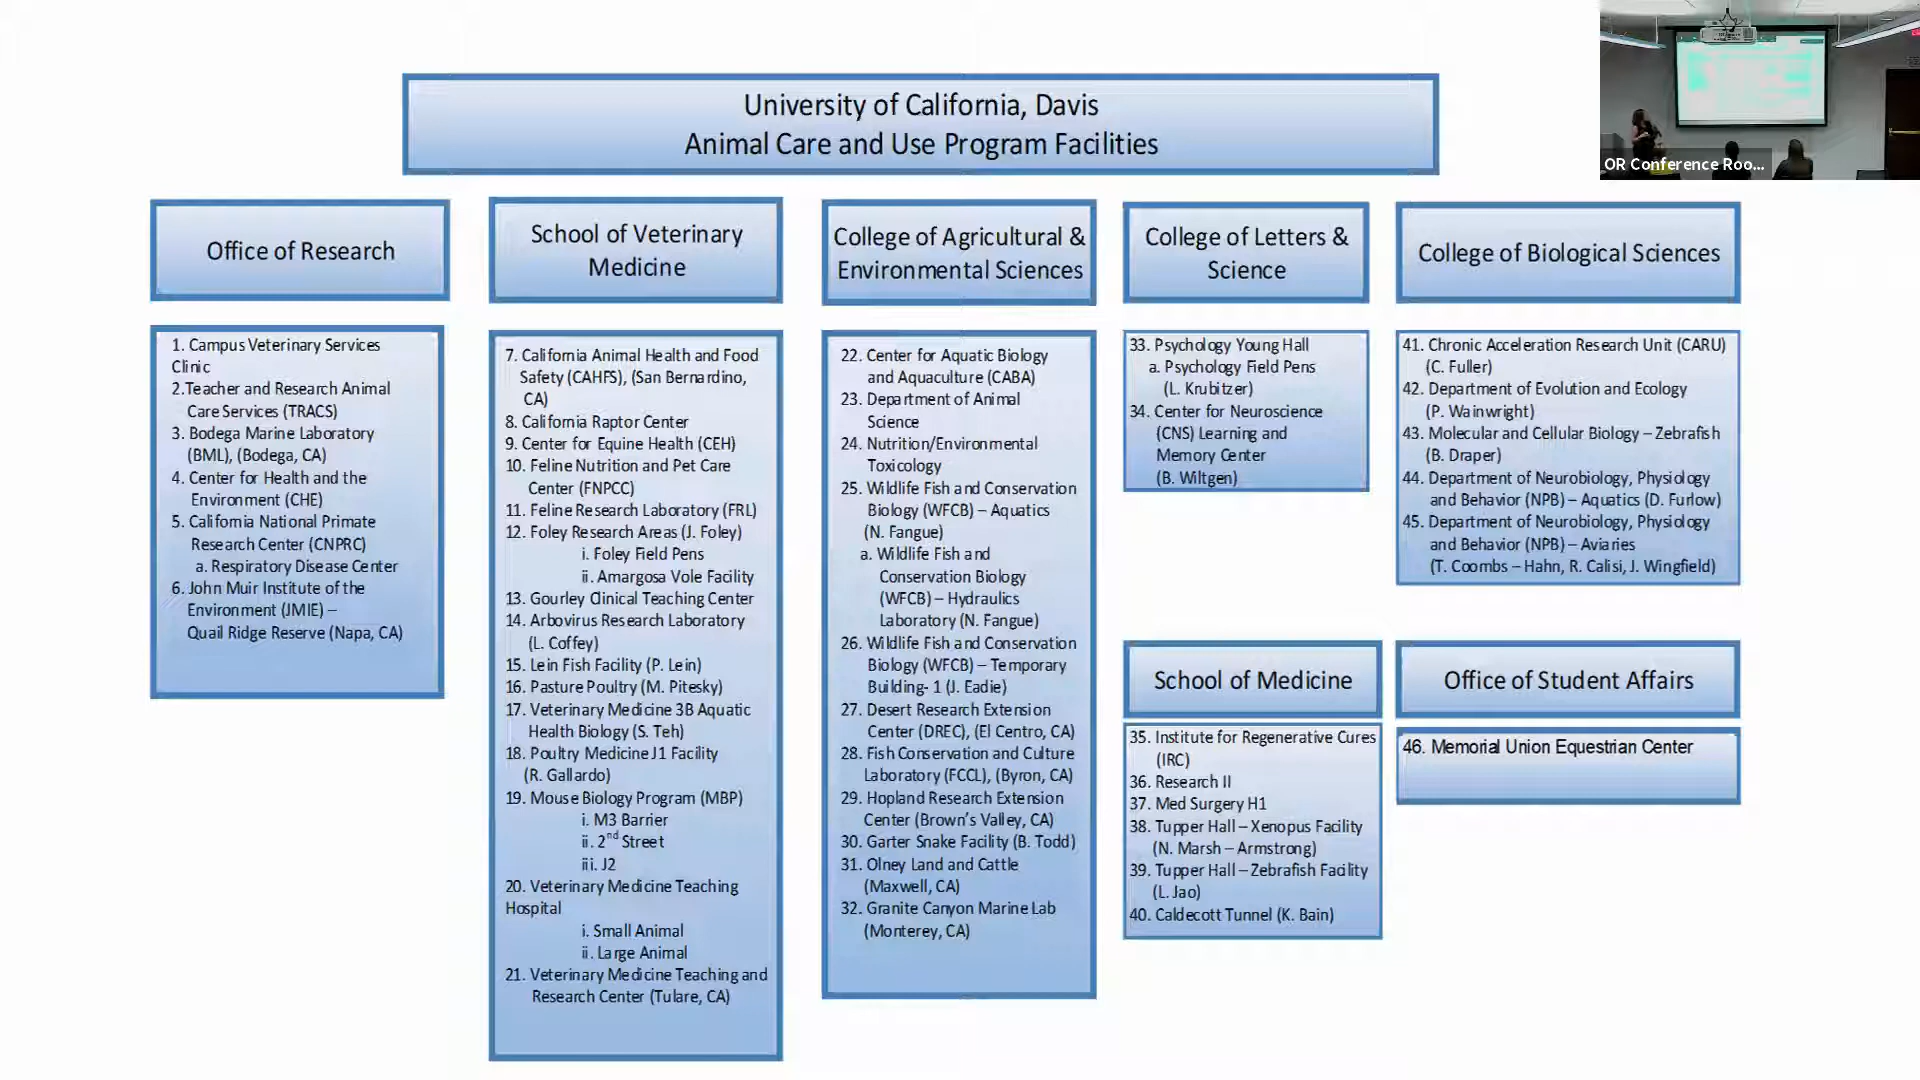 University of California, Davis
Animal Care and Use Program Facilities
OR Conference Roo...
Office of Research
1. Campus Veterinary Services
Clinic
2.Teacher and Research Animal
Care Services (TRACS)
3. Bodega Marine Laboratory
(BML), (Bodega, CA)
4. Center for Health and the
Environment (CHE)
5. California National Primate
Research Center (CNPRC)
a. Respiratory Disease Center
6. John Muir Institute of the
Environment (JMIE) –
Quail Ridge Reserve (Napa, CA)
School of Veterinary
Medicine
7. California Animal Health and Food
Safety (CAHFS), (San Bernardino,
CA)
8. California Raptor Center
9. Center for Equine Health (CEH)
10. Feline Nutrition and Pet Care
Center (FNPCC)
11. Feline Research Laboratory (FRL)
12. Foley Research Areas (J. Foley)
i. Foley Field Pens
ii. Amargosa Vole Facility
13. Gourley Clinical Teaching Center
14. Arbovirus Research Laboratory
(L. Coffey)
15. Lein Fish Facility (P. Lein)
16. Pasture Poultry (M. Pitesky)
17. Veterinary Medicine 3B Aquatic
Health Biology (S. Teh)
18. Poultry Medicine J1 Facility
(R. Gallardo)
19. Mouse Biology Program (MBP)
i. M3 Barrier
ii. 2nd Street
iii. J2
20. Veterinary Medicine Teaching
Hospital
i. Small Animal
ii. Large Animal
21. Veterinary Medicine Teaching and
Research Center (Tulare, CA)
College of Agricultural &
Environmental Sciences
22. Center for Aquatic Biology
and Aquaculture (CABA)
23. Department of Animal
Science
24. Nutrition/Environmental
Toxicology
25. Wildlife Fish and Conservation
Biology (WFCB) – Aquatics
(N. Fangue)
a. Wildlife Fish and
Conservation Biology
(WFCB) – Hydraulics
Laboratory (N. Fangue)
26. Wildlife Fish and Conservation
Biology (WFCB) – Temporary
Building- 1 (J. Eadie)
27. Desert Research Extension
Center (DREC), (El Centro, CA)
28. Fish Conservation and Culture
Laboratory (FCCL), (Byron, CA)
29. Hopland Research Extension
Center (Brown's Valley, CA)
30. Garter Snake Facility (B. Todd)
31. Olney Land and Cattle
(Maxwell, CA)
32. Granite Canyon Marine Lab
(Monterey, CA)
College of Letters &
Science
33. Psychology Young Hall
a. Psychology Field Pens
(L. Krubitzer)
34. Center for Neuroscience
(CNS) Learning and
Memory Center
(B. Wiltgen)
College of Biological Sciences
41. Chronic Acceleration Research Unit (CARU)
(C. Fuller)
42. Department of Evolution and Ecology
(P. Wainwright)
43. Molecular and Cellular Biology – Zebrafish
(B. Draper)
44. Department of Neurobiology, Physiology
and Behavior (NPB) – Aquatics (D. Furlow)
45. Department of Neurobiology, Physiology
and Behavior (NPB) – Aviaries
(T. Coombs – Hahn, R. Calisi, J. Wingfield)
School of Medicine
35. Institute for Regenerative Cures
(IRC)
36. Research II
37. Med Surgery H1
38. Tupper Hall – Xenopus Facility
(N. Marsh – Armstrong)
39. Tupper Hall – Zebrafish Facility
(L. Jao)
40. Caldecott Tunnel (K. Bain)
Office of Student Affairs
46. Memorial Union Equestrian Center